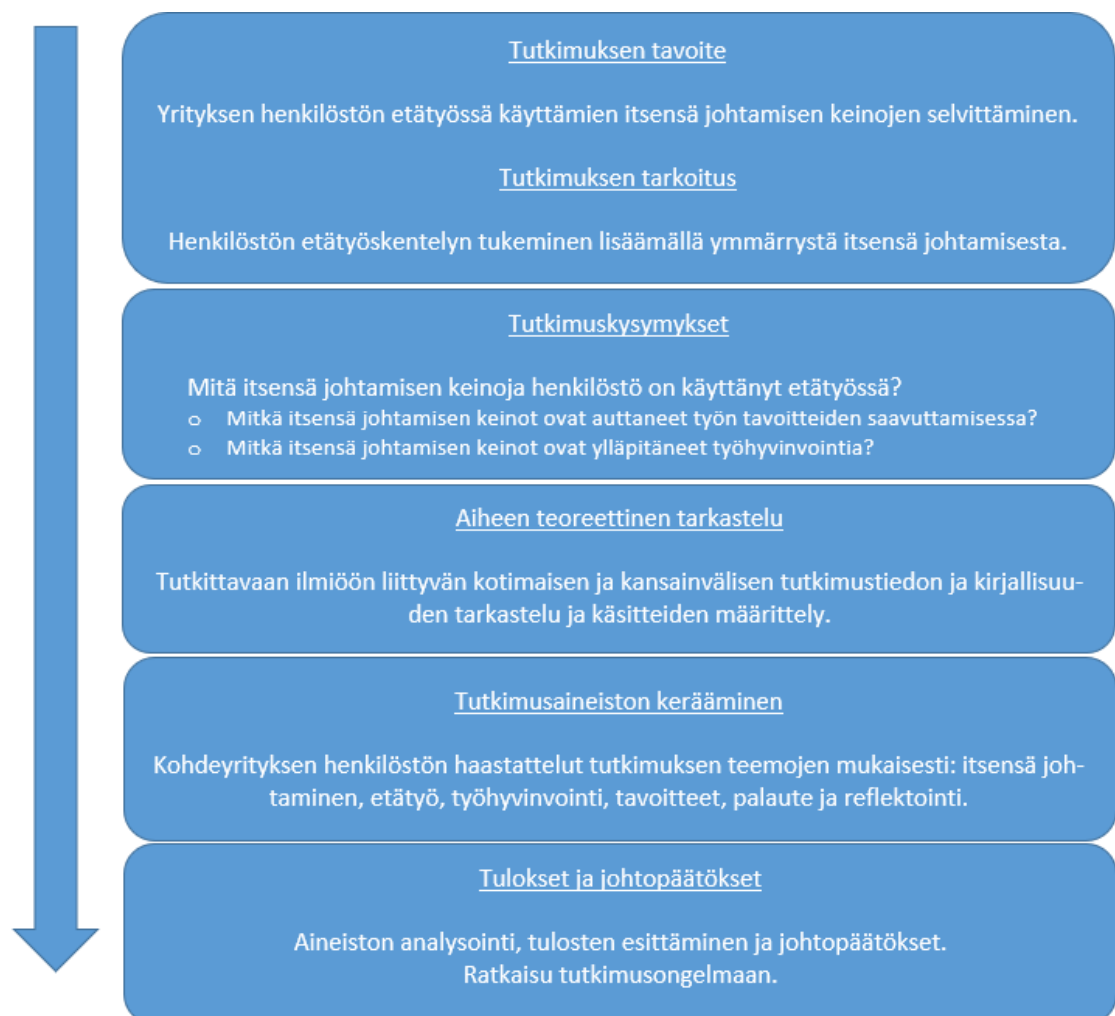 Tutkimuksen tavoite
Yrityksen henkilöstön etätyössä käyttämien itsensä johtamisen keinojen selvittäminen.
Tutkimuksen tarkoitus
Henkilöstön etätyöskentelyn tukeminen lisäämällä ymmärrystä itsensä johtamisesta.
Tutkimuskysymykset
Mitä itsensä johtamisen keinoja henkilöstö on käyttänyt etätyössä?
o Mitkä itsensä johtamisen keinot ovat auttaneet työn tavoitteiden saavuttamisessa?
o Mitkä itsensä johtamisen keinot ovat ylläpitäneet työhyvinvointia?
Aiheen teoreettinen tarkastelu
Tutkittavaan ilmiöön liittyvän kotimaisen ja kansainvälisen tutkimustiedon ja kirjallisuu-
den tarkastelu ja käsitteiden määrittely.
Tutkimusaineiston kerääminen
Kohdeyrityksen henkilöstön haastattelut tutkimuksen teemojen mukaisesti: itsensä joh-
taminen, etätyö, työhyvinvointi, tavoitteet, palaute ja reflektointi.
Tulokset ja johtopäätökset
Aineiston analysointi, tulosten esittäminen ja johtopäätökset.
Ratkaisu tutkimusongelmaan.